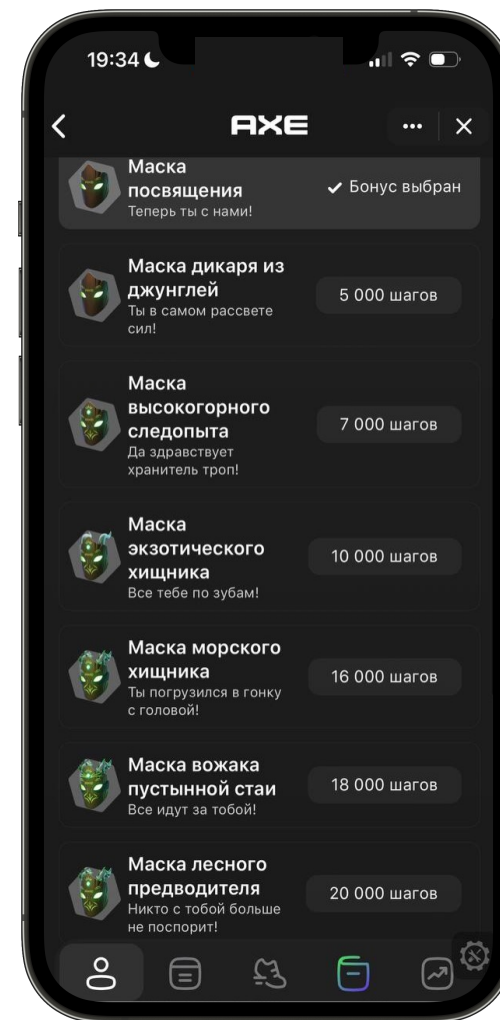 19:34
AXE
Маска
посвящения
Теперь ты с нами!
Бонус выбран
Маска дикаря из
джунглей
Ты в самом рассвете
сил!
5 000 шагов
Маска
высокогорного
следопыта
Да здравствует
хранитель троп!
7 000 шагов
Маска
экзотического
хищника
Все тебе по зубам!
10 000 шагов
Маска морского
хищника
Ты погрузился в гонку
с головой!
16 000 шагов
Маска вожака
пустынной стаи
Все идут за тобой!
18 000 шагов
Маска лесного
предводителя
Никто с тобой больше
не поспорит!
20 000 шагов